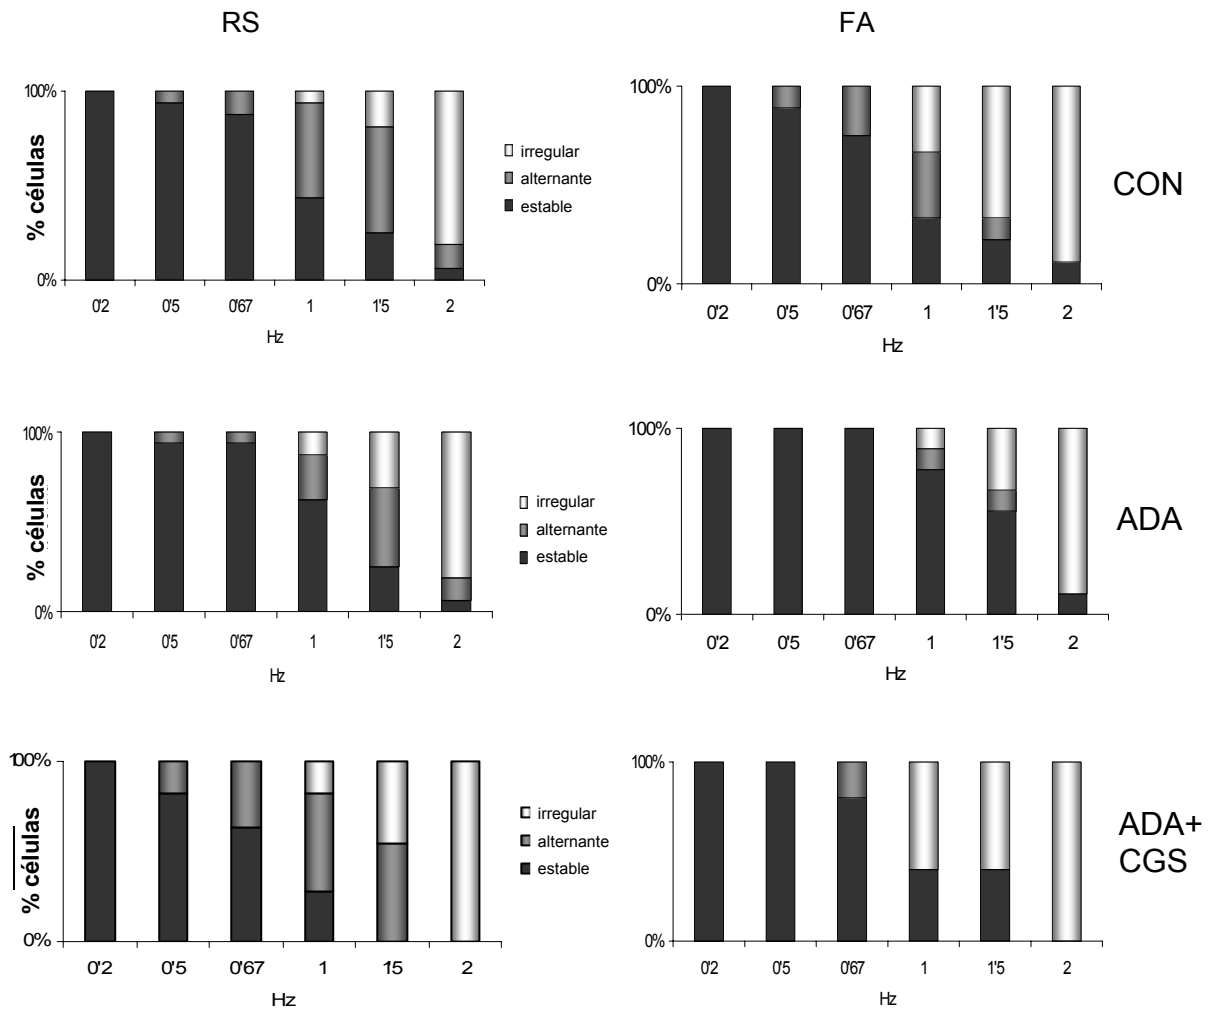 RS
FA
100%
% células
0%
0'2 0'5 0'67 1 1'5 2
Hz
irregular
alternante
estable
100%
0%
0'2 0'5 0'67 1 1'5 2
Hz
CON
100%
% células
0%
0'2 0'5 0'67 1 1'5 2
Hz
irregular
alternante
estable
100%
0%
0'2 0'5 0'67 1 1'5 2
Hz
ADA
100%
% células
0%
0'2 0'5 0'67 1 1'5 2
Hz
irregular
alternante
estable
100%
0%
0'2 0'5 0'67 1 1'5 2
Hz
ADA+
CGS